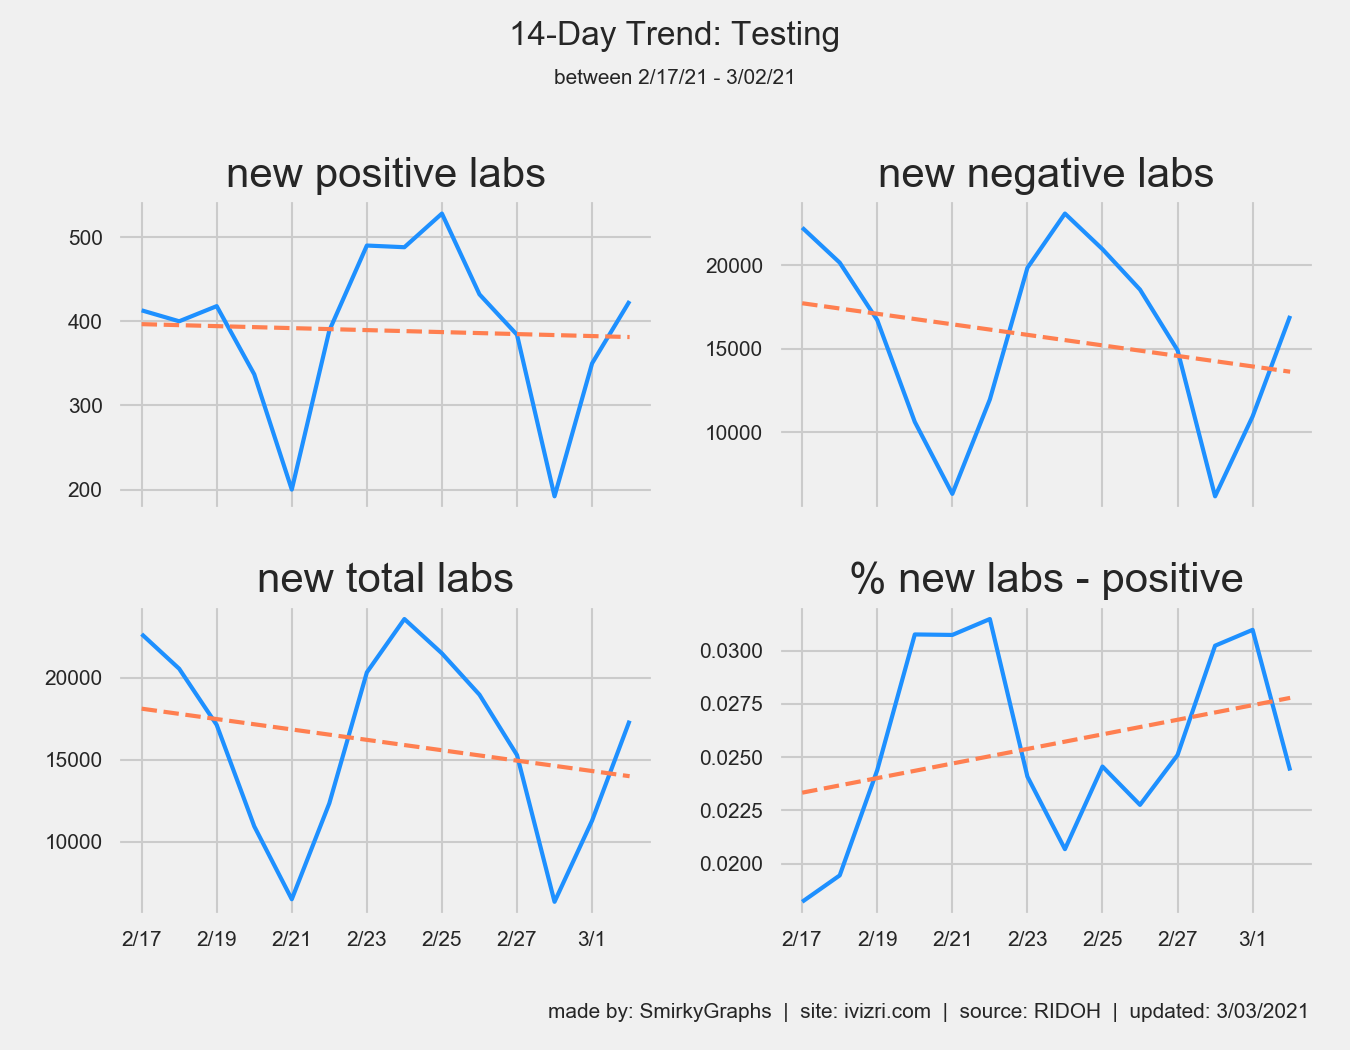 14-Day Trend: Testing
between 2/17/21 - 3/02/21
new positive labs
500
400
300
200
new negative labs
20000
15000
10000
new total labs
20000
15000
10000
2/17 2/19 2/21 2/23 2/25 2/27 3/1
% new labs - positive
0.0300
0.0275
0.0250
0.0225
0.0200
2/17 2/19 2/21 2/23 2/25 2/27 3/1
made by: SmirkyGraphs | site: ivizri.com | source: RIDOH | updated: 3/03/2021